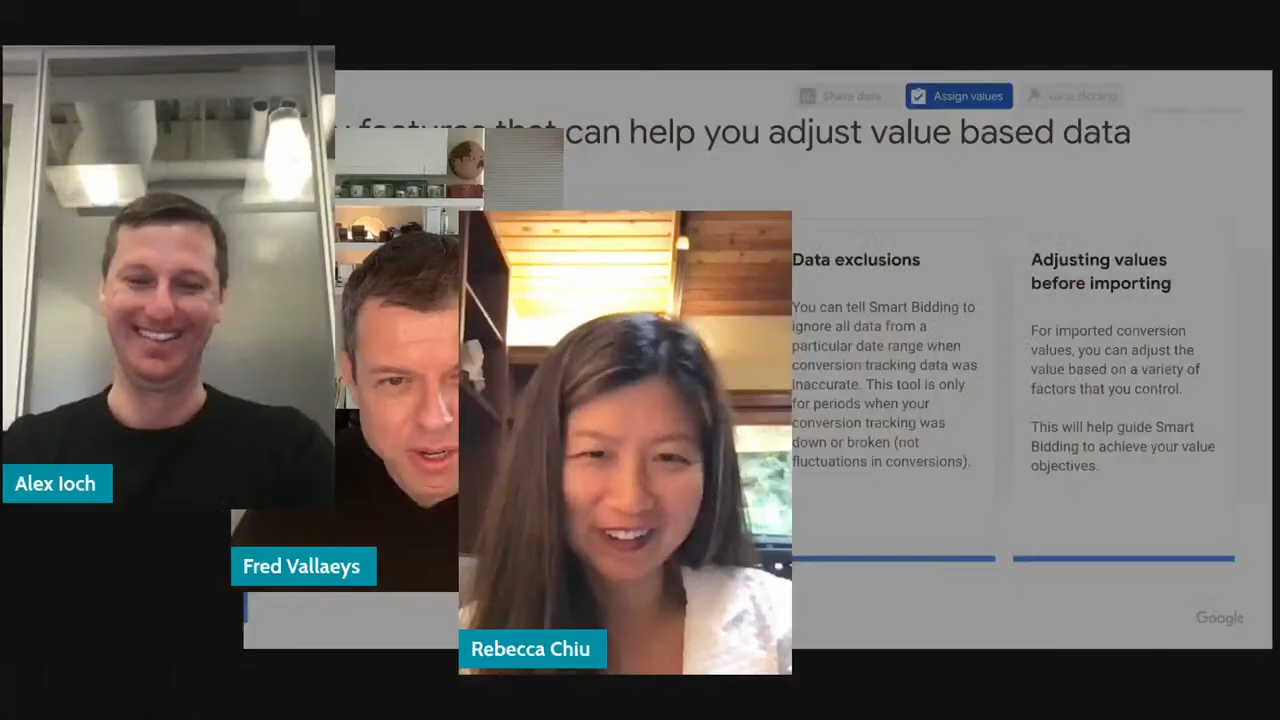 Share data
Assign values
Value Bidding
features that can help you adjust value based data
Data exclusions
You can tell Smart Bidding to
ignore all data from a
particular date range when
conversion tracking data was
inaccurate. This tool is only
for periods when your
conversion tracking was
down or broken (not
fluctuations in conversions).
Adjusting values
before importing
For imported conversion
values, you can adjust the
value based on a variety of
factors that you control.
This will help guide Smart
Bidding to achieve your value
objectives.
Alex Ioch
Fred Vallaeys
Rebecca Chiu
Google